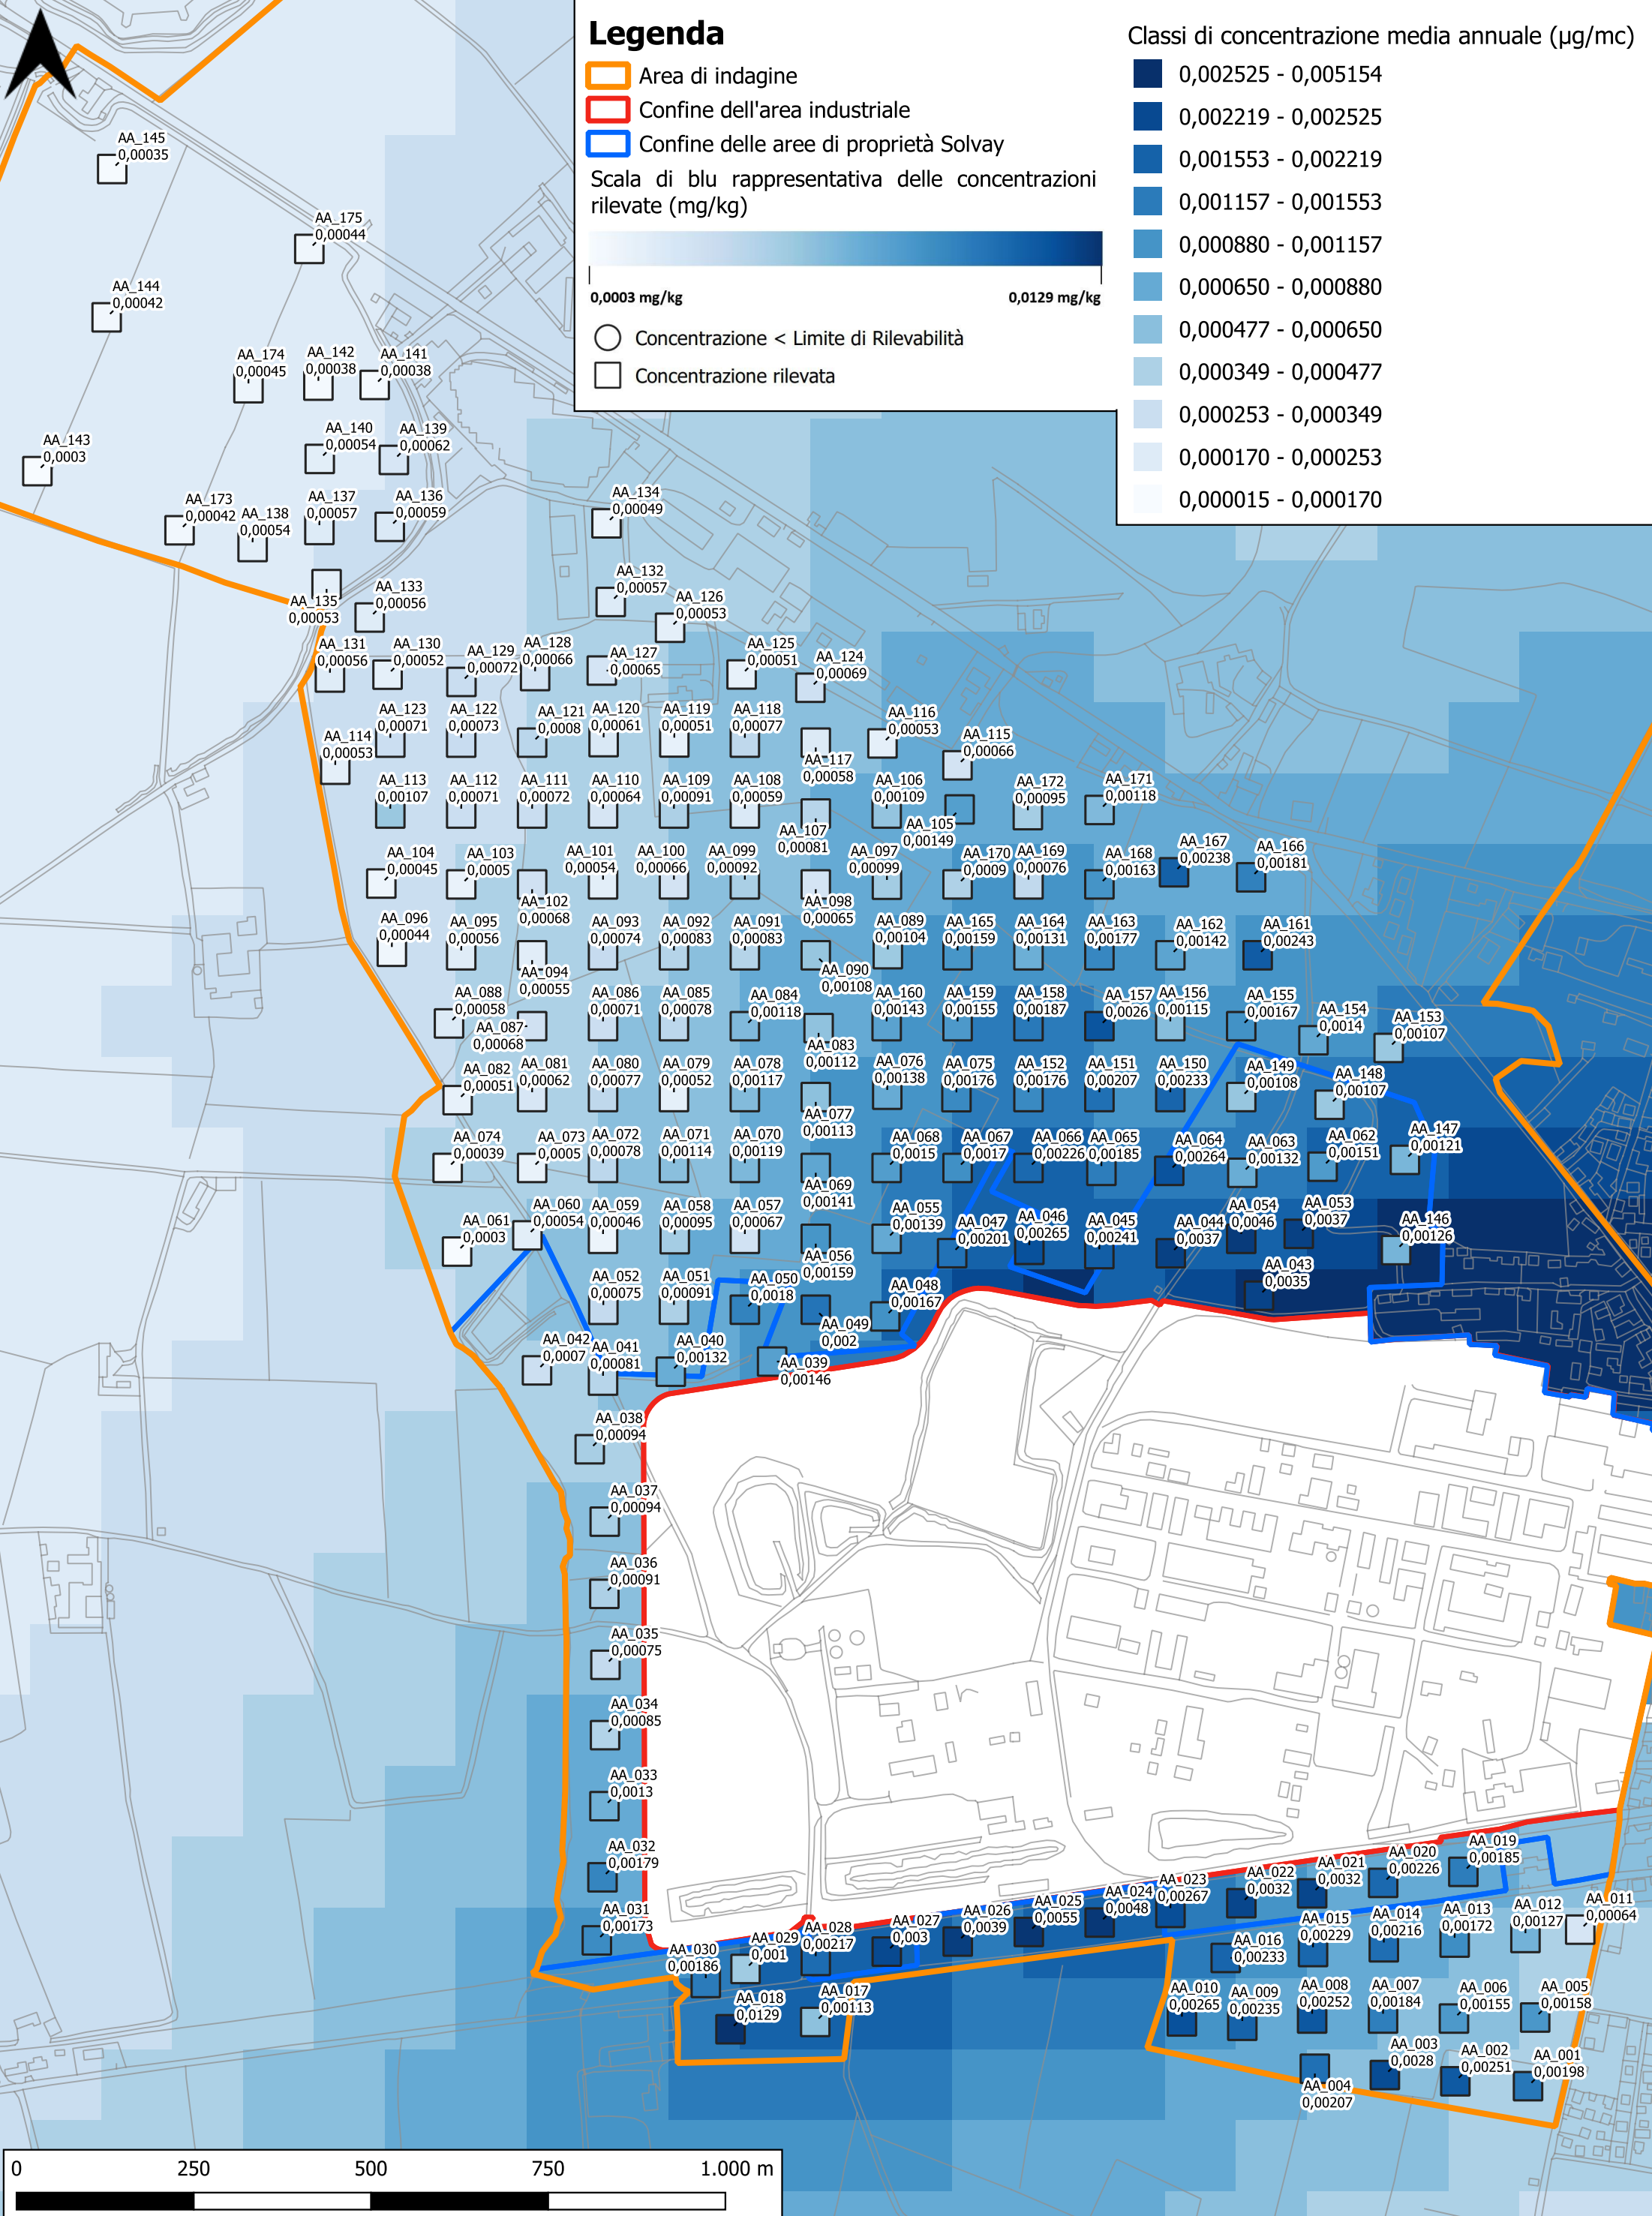 Legenda
Area di indagine
Confine dell'area industriale
Confine delle aree di proprietà Solvay
Scala di blu rappresentativa delle concentrazioni
rilevate (mg/kg)
0,0003 mg/kg
0,0129 mg/kg
Concentrazione < Limite di Rilevabilità
Concentrazione rilevata
Classi di concentrazione media annuale (µg/mc)
0,002525 - 0,005154
0,002219 - 0,002525
0,001553 - 0,002219
0,001157 - 0,001553
0,000880 - 0,001157
0,000650 - 0,000880
0,000477 - 0,000650
0,000349 - 0,000477
0,000253 - 0,000349
0,000170 - 0,000253
0,000015 - 0,000170
AA_145
0,00035
AA_175
0,00044
AA_144
0,00042
AA_174
0,00045
AA_142
0,00038
AA_141
0,00038
AA_143
0,0003
AA_140
0,00054
AA_139
0,00062
AA_173
0,00042
AA_138
0,00054
AA_137
0,00057
AA_136
0,00059
AA_134
0,00049
AA_135
0,00053
AA_133
0,00056
AA_132
0,00057
AA_126
0,00053
AA_131
0,00056
AA_130
0,00052
AA_129
0,00072
AA_128
0,00066
AA_127
0,00065
AA_125
0,00051
AA_124
0,00069
AA_123
0,00071
AA_122
0,00073
AA_121
0,0008
AA_120
0,00061
AA_119
0,00051
AA_118
0,00077
AA_117
0,00058
AA_116
0,00053
AA_115
0,00066
AA_114
0,00053
AA_113
0,00107
AA_112
0,00071
AA_111
0,00072
AA_110
0,00064
AA_109
0,00091
AA_108
0,00059
AA_107
0,00081
AA_106
0,00109
AA_105
0,00149
AA_172
0,00095
AA_171
0,00118
AA_104
0,00045
AA_103
0,0005
AA_102
0,00068
AA_101
0,00054
AA_100
0,00066
AA_099
0,00092
AA_098
0,00065
AA_097
0,00099
AA_170
0,0009
AA_169
0,00076
AA_168
0,00163
AA_167
0,00238
AA_166
0,00181
AA_096
0,00044
AA_095
0,00056
AA_094
0,00055
AA_093
0,00074
AA_092
0,00083
AA_091
0,00083
AA_090
0,00108
AA_089
0,00104
AA_165
0,00159
AA_164
0,00131
AA_163
0,00177
AA_162
0,00142
AA_161
0,00243
AA_088
0,00058
AA_087
0,00068
AA_086
0,00071
AA_085
0,00078
AA_084
0,00118
AA_083
0,00112
AA_160
0,00143
AA_159
0,00155
AA_158
0,00187
AA_157
0,0026
AA_156
0,00115
AA_155
0,00167
AA_154
0,0014
AA_153
0,00107
AA_082
0,00051
AA_081
0,00062
AA_080
0,00077
AA_079
0,00052
AA_078
0,00117
AA_077
0,00113
AA_076
0,00138
AA_075
0,00176
AA_152
0,00176
AA_151
0,00207
AA_150
0,00233
AA_149
0,00108
AA_148
0,00107
AA_074
0,00039
AA_073
0,0005
AA_072
0,00078
AA_071
0,00114
AA_070
0,00119
AA_069
0,00141
AA_068
0,0015
AA_067
0,0017
AA_066
0,00226
AA_065
0,00185
AA_064
0,00264
AA_063
0,00132
AA_062
0,00151
AA_147
0,00121
AA_061
0,0003
AA_060
0,00054
AA_059
0,00046
AA_058
0,00095
AA_057
0,00067
AA_056
0,00159
AA_055
0,00139
AA_047
0,00201
AA_046
0,00265
AA_045
0,00241
AA_044
0,0037
AA_054
0,0046
AA_053
0,0037
AA_146
0,00126
AA_052
0,00075
AA_051
0,00091
AA_050
0,0018
AA_049
0,002
AA_048
0,00167
AA_043
0,0035
AA_042
0,0007
AA_041
0,00081
AA_040
0,00132
AA_039
0,00146
AA_038
0,00094
AA_037
0,00094
AA_036
0,00091
AA_035
0,00075
AA_034
0,00085
AA_033
0,0013
AA_032
0,00179
AA_031
0,00173
AA_030
0,00186
AA_029
0,001
AA_028
0,00217
AA_027
0,003
AA_026
0,0039
AA_025
0,0055
AA_024
0,0048
AA_023
0,00267
AA_022
0,0032
AA_021
0,0032
AA_020
0,00226
AA_019
0,00185
AA_018
0,0129
AA_017
0,00113
AA_016
0,00233
AA_015
0,00229
AA_014
0,00216
AA_013
0,00172
AA_012
0,00127
AA_011
0,00064
AA_010
0,00265
AA_009
0,00235
AA_008
0,00252
AA_007
0,00184
AA_006
0,00155
AA_005
0,00158
AA_004
0,00207
AA_003
0,0028
AA_002
0,00251
AA_001
0,00198
0 250 500 750 1.000 m